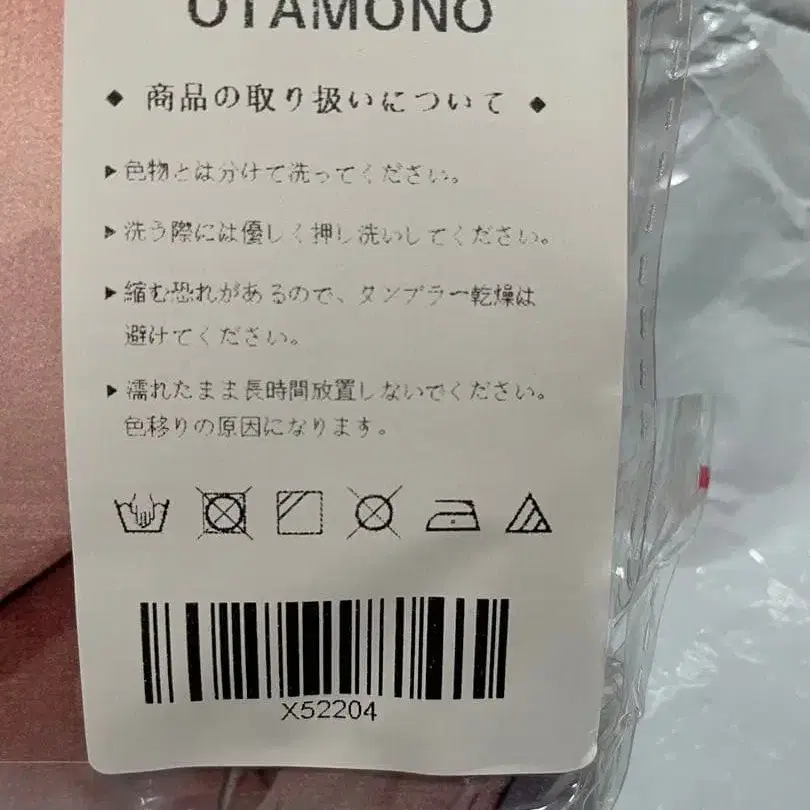 OTAMONO
◆ 商品の取り扱いについて ◆
▶色物とは分けて洗ってください。
▶洗う際には優しく押し洗いしてください。
▶縮む恐れがあるので、タンブラー乾燥は
避けてください。
▶濡れたまま長時間放置しないでください。
色移りの原因になります。
X52204